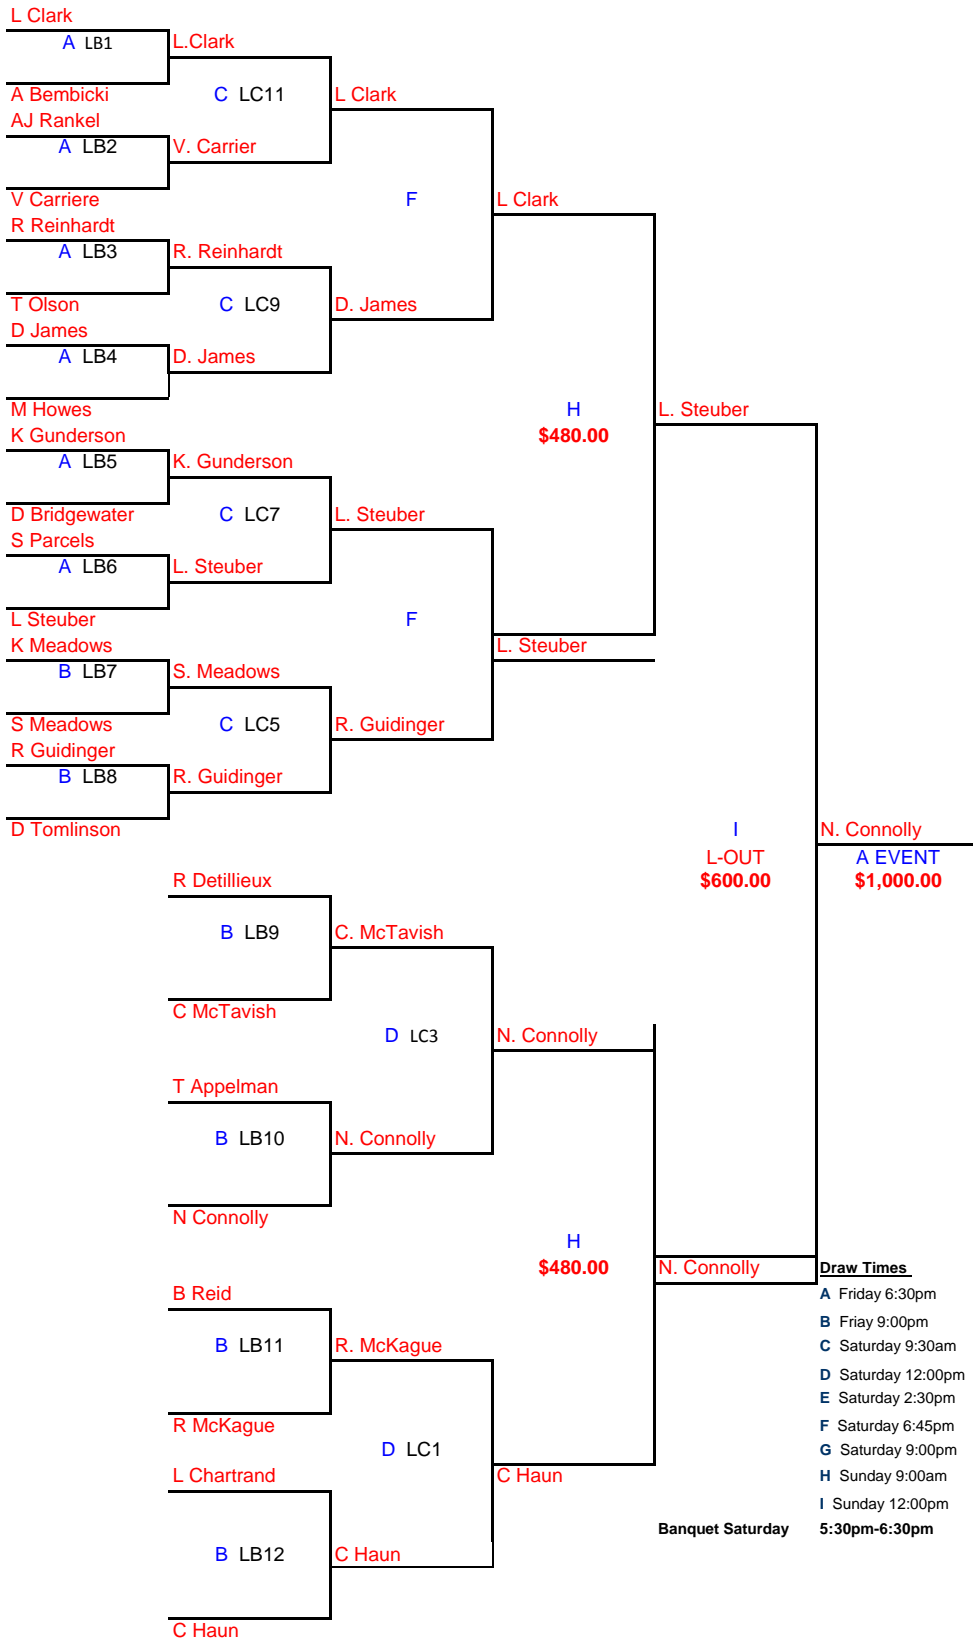 L Clark
A LB1
L.Clark
A Bembicki
C LC11
L Clark
AJ Rankel
A LB2
V. Carrier
V Carriere
F
L Clark
R Reinhardt
A LB3
R. Reinhardt
T Olson
C LC9
D. James
D James
A LB4
D. James
M Howes
H
L. Steuber
$480.00
K Gunderson
A LB5
K. Gunderson
D Bridgewater
C LC7
L. Steuber
S Parcels
A LB6
L. Steuber
L Steuber
F
L. Steuber
K Meadows
B LB7
S. Meadows
S Meadows
C LC5
R. Guidinger
R Guidinger
B LB8
R. Guidinger
D Tomlinson
I
N. Connolly
L-OUT
A EVENT
$600.00
$1,000.00
R Detillieux
B LB9
C. McTavish
C McTavish
D LC3
N. Connolly
T Appelman
B LB10
N. Connolly
N Connolly
H
$480.00
N. Connolly
B Reid
B LB11
R. McKague
R McKague
D LC1
C Haun
L Chartrand
B LB12
C Haun
C Haun
Draw Times
A Friday 6:30pm
B Friay 9:00pm
C Saturday 9:30am
D Saturday 12:00pm
E Saturday 2:30pm
F Saturday 6:45pm
G Saturday 9:00pm
H Sunday 9:00am
I Sunday 12:00pm
Banquet Saturday 5:30pm-6:30pm